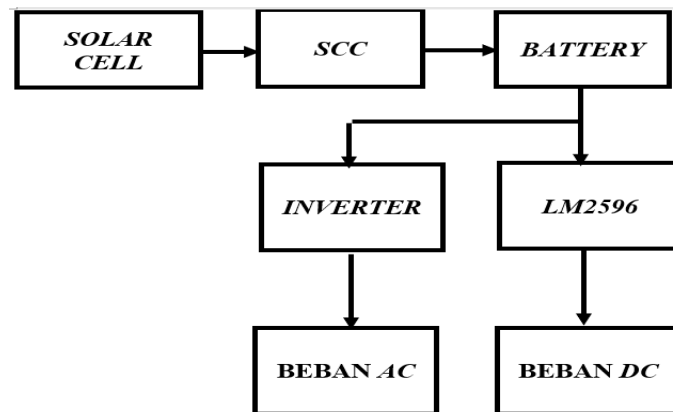 SOLAR
CELL
SCC
BATTERY
INVERTER
LM2596
BEBAN AC
BEBAN DC